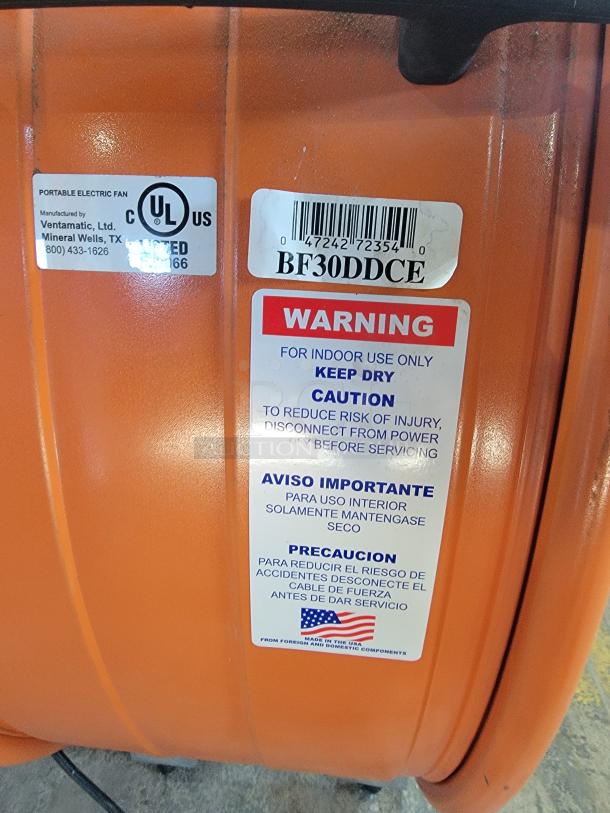 PORTABLE ELECTRIC FAN
Manufactured by
Ventamatic, Ltd.
Mineral Wells, TX
(800) 433-1626
C UL ® US
LISTED
66
0 47242 72354 0
BF30DDCE
WARNING
FOR INDOOR USE ONLY
KEEP DRY
CAUTION
TO REDUCE RISK OF INJURY,
DISCONNECT FROM POWER
BEFORE SERVICING
AUCTION
AVISO IMPORTANTE
PARA USO INTERIOR
SOLAMENTE MANTENGASE
SECO
PRECAUCION
PARA REDUCIR EL RIESGO DE
ACCIDENTES DESCONECTE EL
CABLE DE FUERZA
ANTES DE DAR SERVICIO
MADE IN THE USA
FROM FOREIGN AND DOMESTIC COMPONENTS